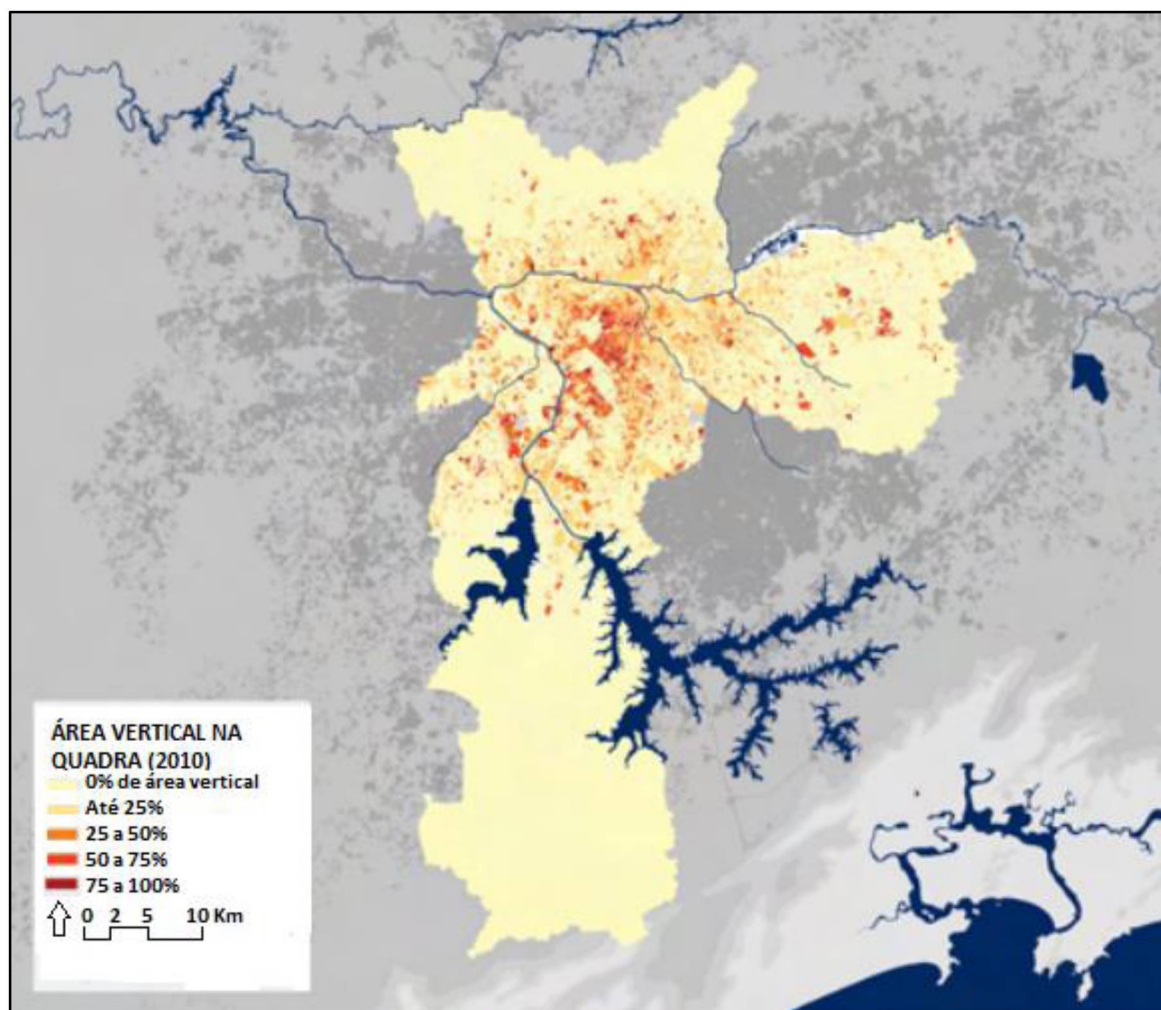 ÁREA VERTICAL NA
QUADRA (2010)
0% de área vertical
Até 25%
25 a 50%
50 a 75%
75 a 100%
0 2 5 10 Km